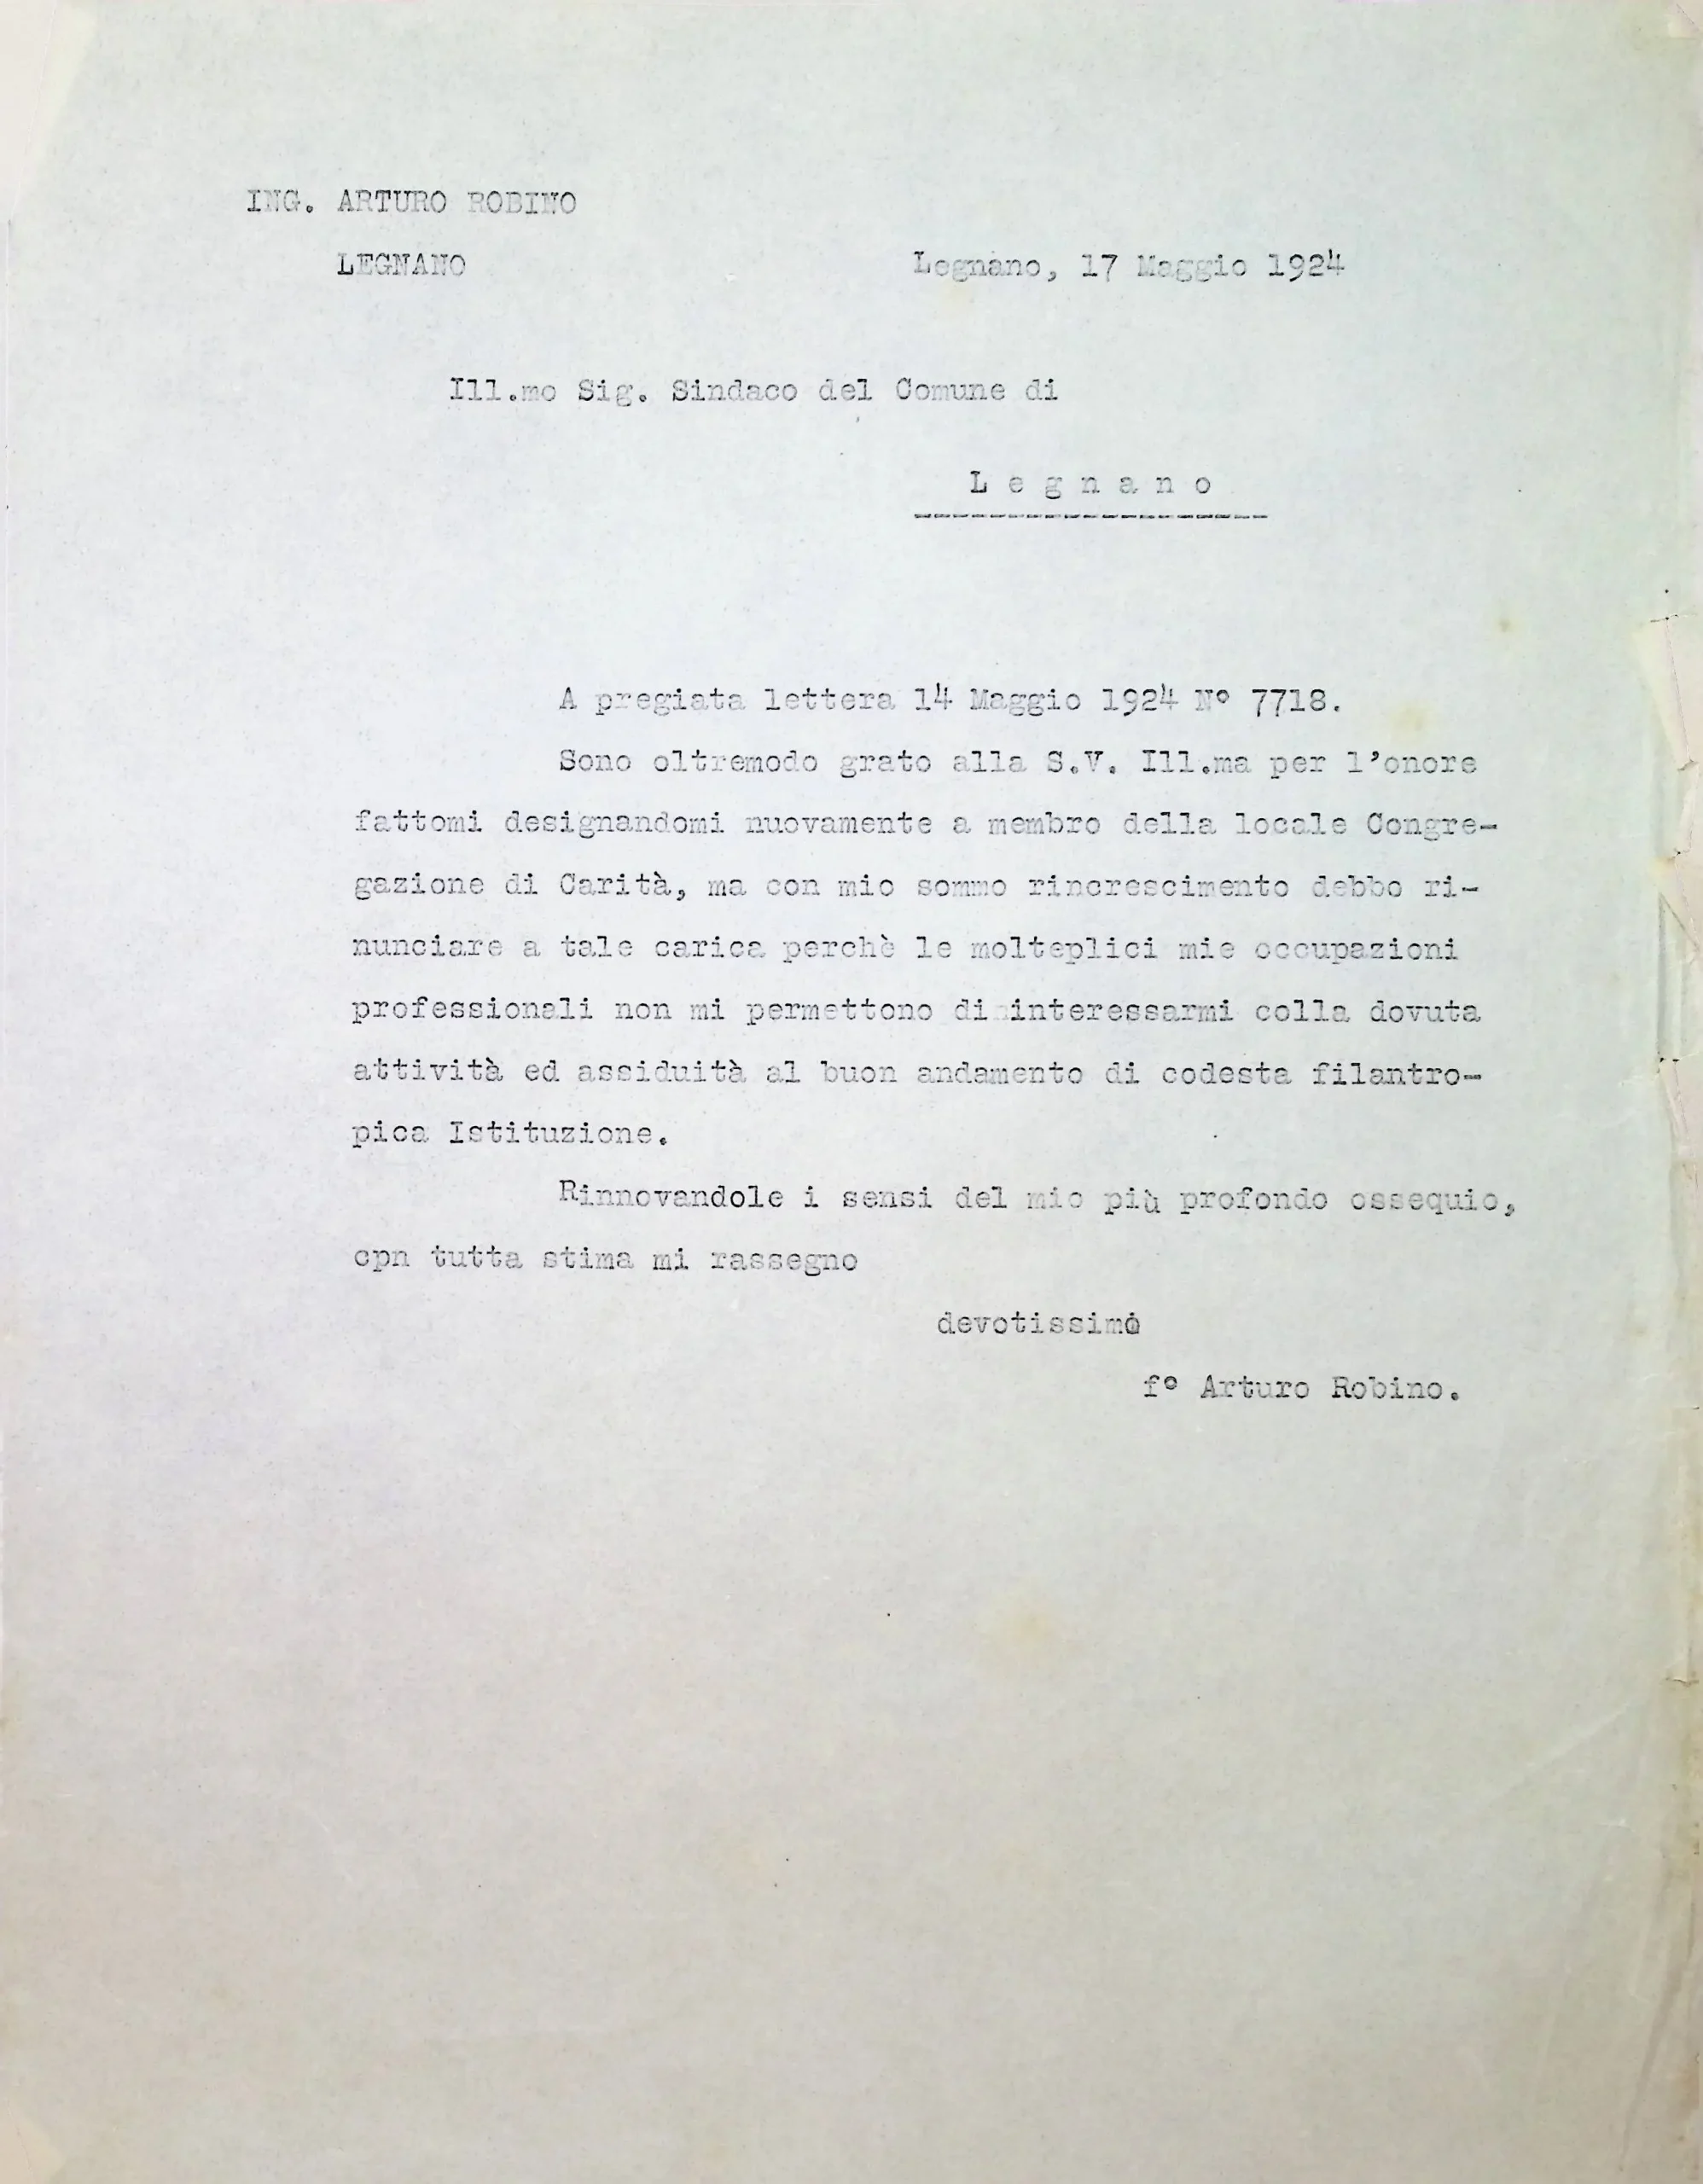 ING. ARTURO ROBINO
LEGNANO
Legnano, 17 Maggio 1924
Ill.mo Sig. Sindaco del Comune di
L e g n a n o
A pregiata lettera 14 Maggio 1924 N° 7718.
Sono oltremodo grato alla S.V. Ill.ma per l'onore
fattomi designandomi nuovamente a membro della locale Congre-
gazione di Carità, ma con mio sommo rincrescimento debbo ri-
nunciare a tale carica perchè le molteplici mie occupazioni
professionali non mi permettono di interessarmi colla dovuta
attività ed assiduità al buon andamento di codesta filantro-
pica Istituzione.
Rinnovandole i sensi del mio più profondo ossequio,
cpn tutta stima mi rassegno
devotissimo
f° Arturo Robino.